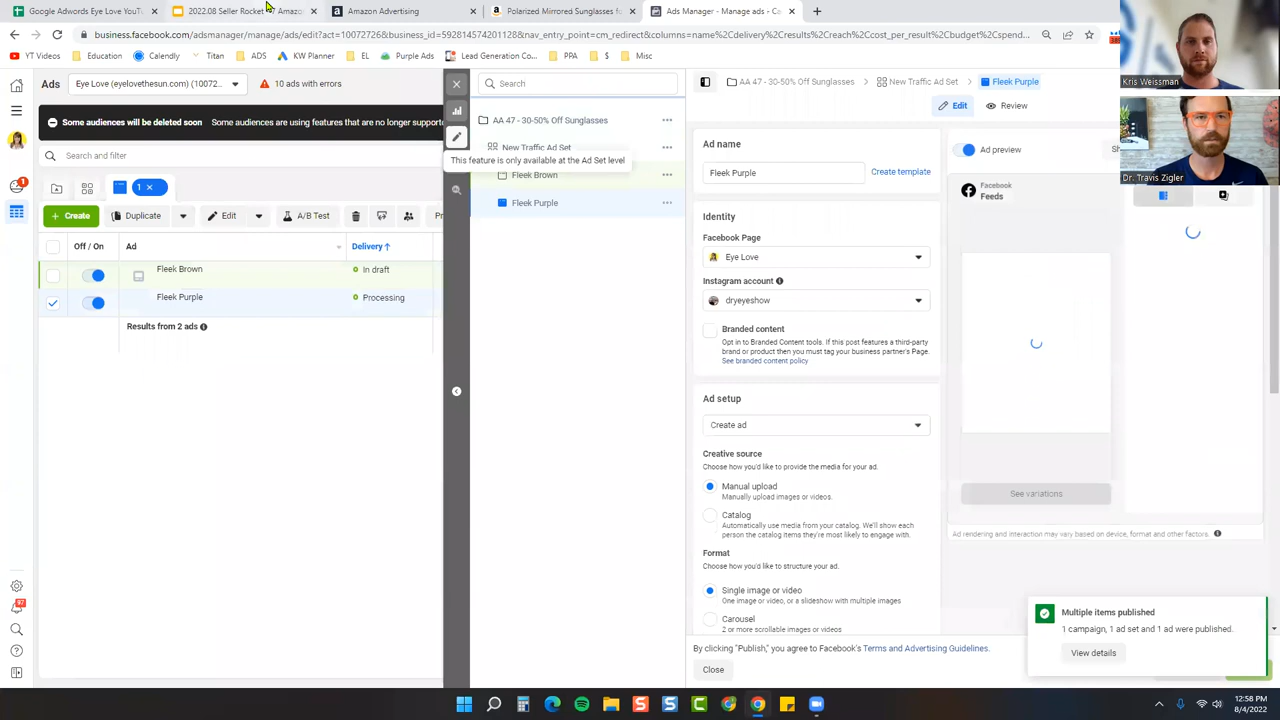 Google Adwords Eye Love YouTU
2022.08 Seller Rocket
Amazo
Amazon Advertising
Polarized Mirrored Sunglasses fo
Ads Manager - Manage ads - Ca
business.facebook.com/adsmanager/manage/ads/edit?act=10072726&business_id=592814574201128&nav_entry_point=cm_redirect&columns=name%2Cdelivery%2Cresults%2Creach%2Ccost_per_result%2Cbudget%2Cspend...
YT Videos
Education
Calendly
Titan
ADS
Finances
KW Tracking
EL
Purple Ads
Lead Generation Co...
PPA
$
Misc
Kris Weissman
Dr. Travis Zigler
Ads
Eye Love (eyelovethesun.com) (10072...
10 ads with
Some audiences will be deleted soon
Some audiences are using features that are no longer suppor
Search and filter
1
Create
Duplicate
Edit
A/B Test
Pr
Off / On
Ad
Delivery ↑
Fleek Brown
In draft
Fleek Purple
Processing
Results from 2 ads
97
Search
AA 47 - 30-50% Off Sunglasses
New Traffic Ad Set
This feature is only available at the Ad Set level
Fleek Brown
Fleek Purple
AA 47 - 30-50% Off Sunglasses
New Traffic Ad Set
Fleek Purple
Edit
Review
Ad name
Fleek Purple
Create template
Identity
Facebook Page
Eye Love
Instagram account
dryeyeshow
Branded content
Opt in to Branded Content tools. If this post features a third-party
brand or product then you must tag your business partner's Page.
See branded content policy
Ad setup
Create ad
Creative source
Choose how you'd like to provide the media for your ad.
Manual upload
Manually upload images or videos.
Catalog
Automatically use media from your catalog. We'll show each
person the catalog items they're most likely to engage with.
Format
Choose how you'd like to structure your ad.
Single image or video
One image or video, or a slideshow with multiple images
Carousel
2 or more scrollable images or videos
Ad preview
Sh
Facebook
Feeds
See variations
Ad rendering and interaction may vary based on device, format and other factors.
Multiple items published
1 campaign, 1 ad set and 1 ad were published.
View details
By clicking "Publish," you agree to Facebook's Terms and Advertising Guidelines.
Close
12:58 PM
8/4/2022